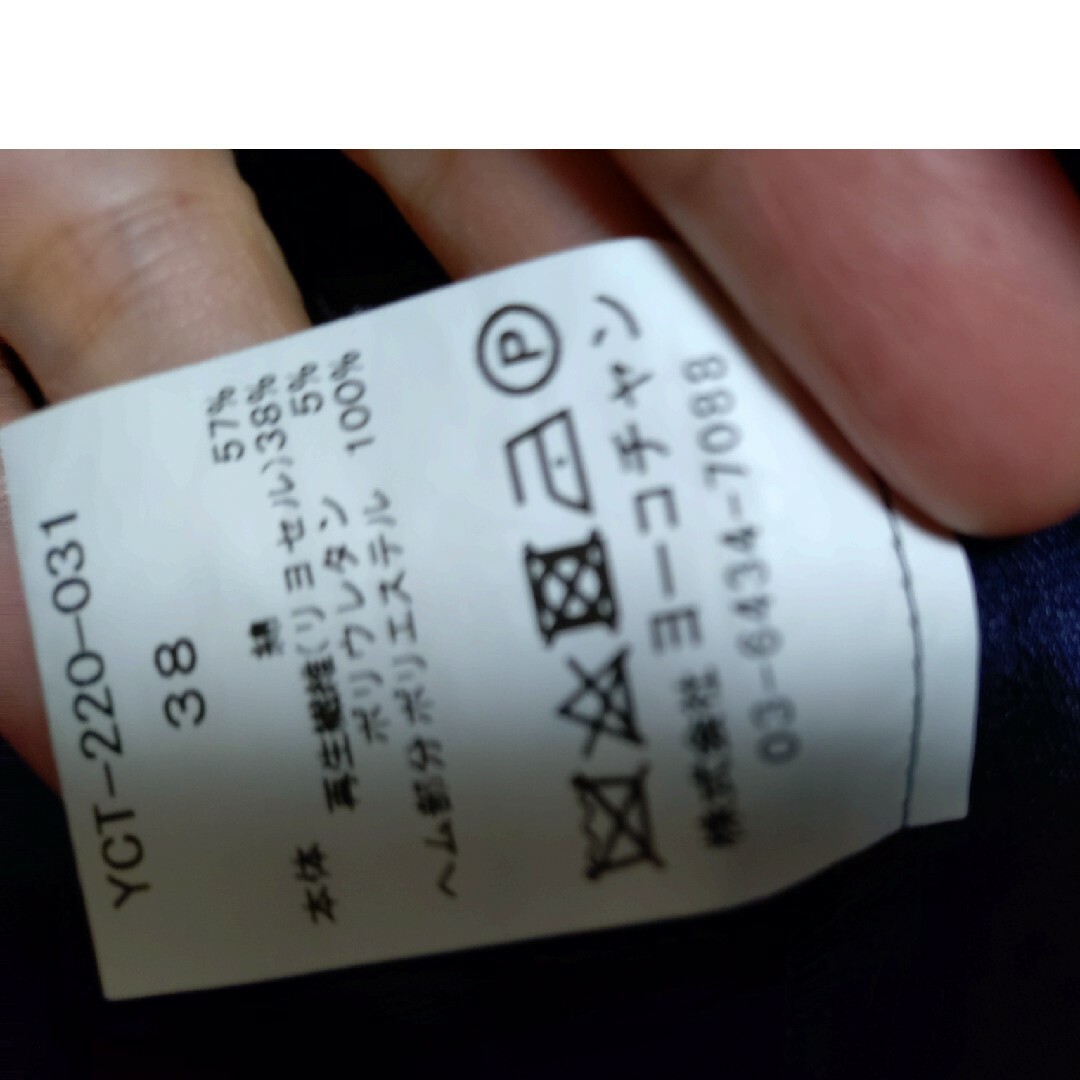 YCT-220-031
38
本体 綿 57%
再生繊維(リヨセル)38%
ポリウレタン 5%
ヘム部分 ポリエステル 100%
P
株式会社 ヨーコチャン
03-6434-7088